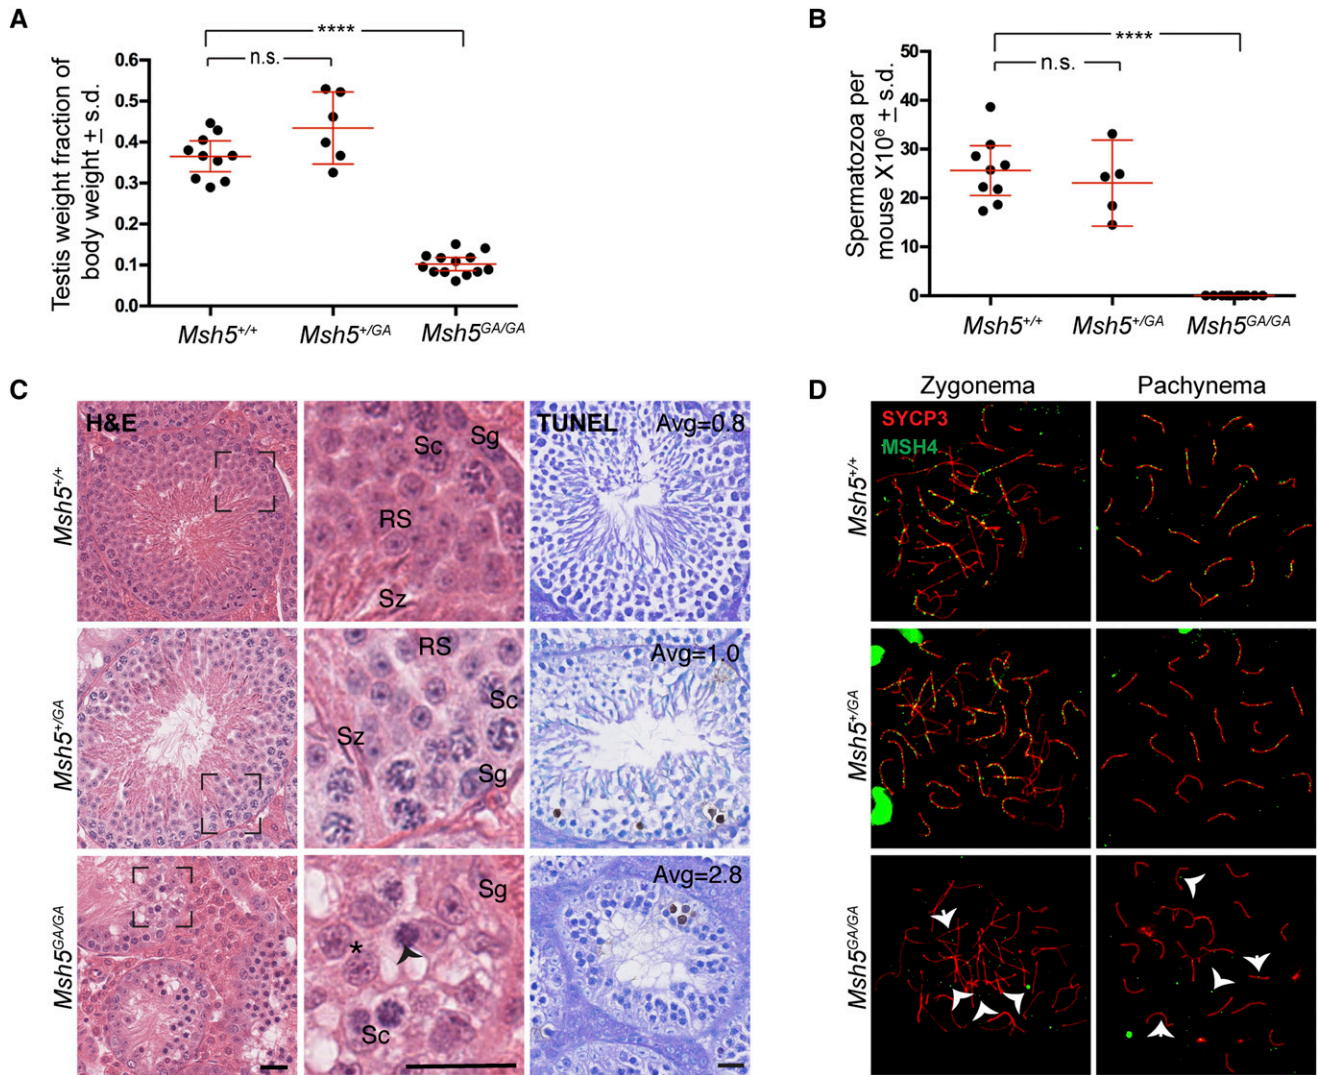 A
Testis weight fraction of
body weight ± s.d.
0.6
0.5
0.4
0.3
0.2
0.1
0.0
****
n.s.
Msh5+/+
Msh5+/GA
Msh5GA/GA
B
Spermatozoa per
mouse X10⁶ ± s.d.
50
40
30
20
10
0
****
n.s.
Msh5+/+
Msh5+/GA
Msh5GA/GA
C
Msh5+/+
H&E
Sg
Sc
RS
Sz
TUNEL
Avg=0.8
Msh5+/GA
RS
Sc
Sz
Sg
Avg=1.0
Msh5GA/GA
Sg
*
Sc
Avg=2.8
D
Zygonema
Pachynema
Msh5+/+
SYCP3
MSH4
Msh5+/GA
Msh5GA/GA